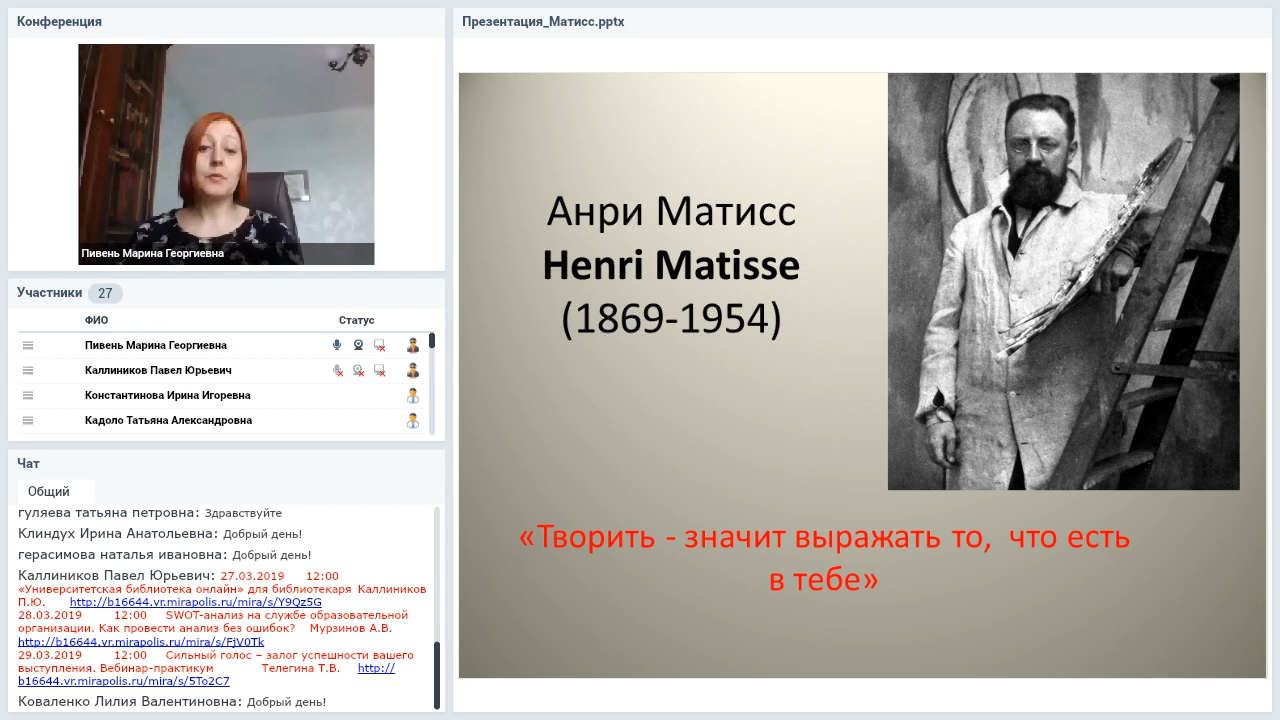 Конференция
Пивень Марина Георгиевна
Участники 27
ФИО Статус
Пивень Марина Георгиевна
Каллиников Павел Юрьевич
Константинова Ирина Игоревна
Кадоло Татьяна Александровна
Чат
Общий
гуляева татьяна петровна: Здравствуйте
Клиндух Ирина Анатольевна: Добрый день!
герасимова наталья ивановна: Добрый день!
Каллиников Павел Юрьевич: 27.03.2019 12:00
«Университетская библиотека онлайн» для библиотекаря Каллиников
П.Ю. http://b16644.vr.mirapolis.ru/mira/s/Y9Qz5G
28.03.2019 12:00 SWOT-анализ на службе образовательной
организации. Как провести анализ без ошибок? Мурзинов А.В.
http://b16644.vr.mirapolis.ru/mira/s/FjV0Tk
29.03.2019 12:00 Сильный голос – залог успешности вашего
выступления. Вебинар-практикум Телегина Т.В. http://
b16644.vr.mirapolis.ru/mira/s/5To2C7
Коваленко Лилия Валентиновна: Добрый день!
Презентация_Матисс.pptx
Анри Матисс
Henri Matisse
(1869-1954)
«Творить - значит выражать то, что есть
в тебе»